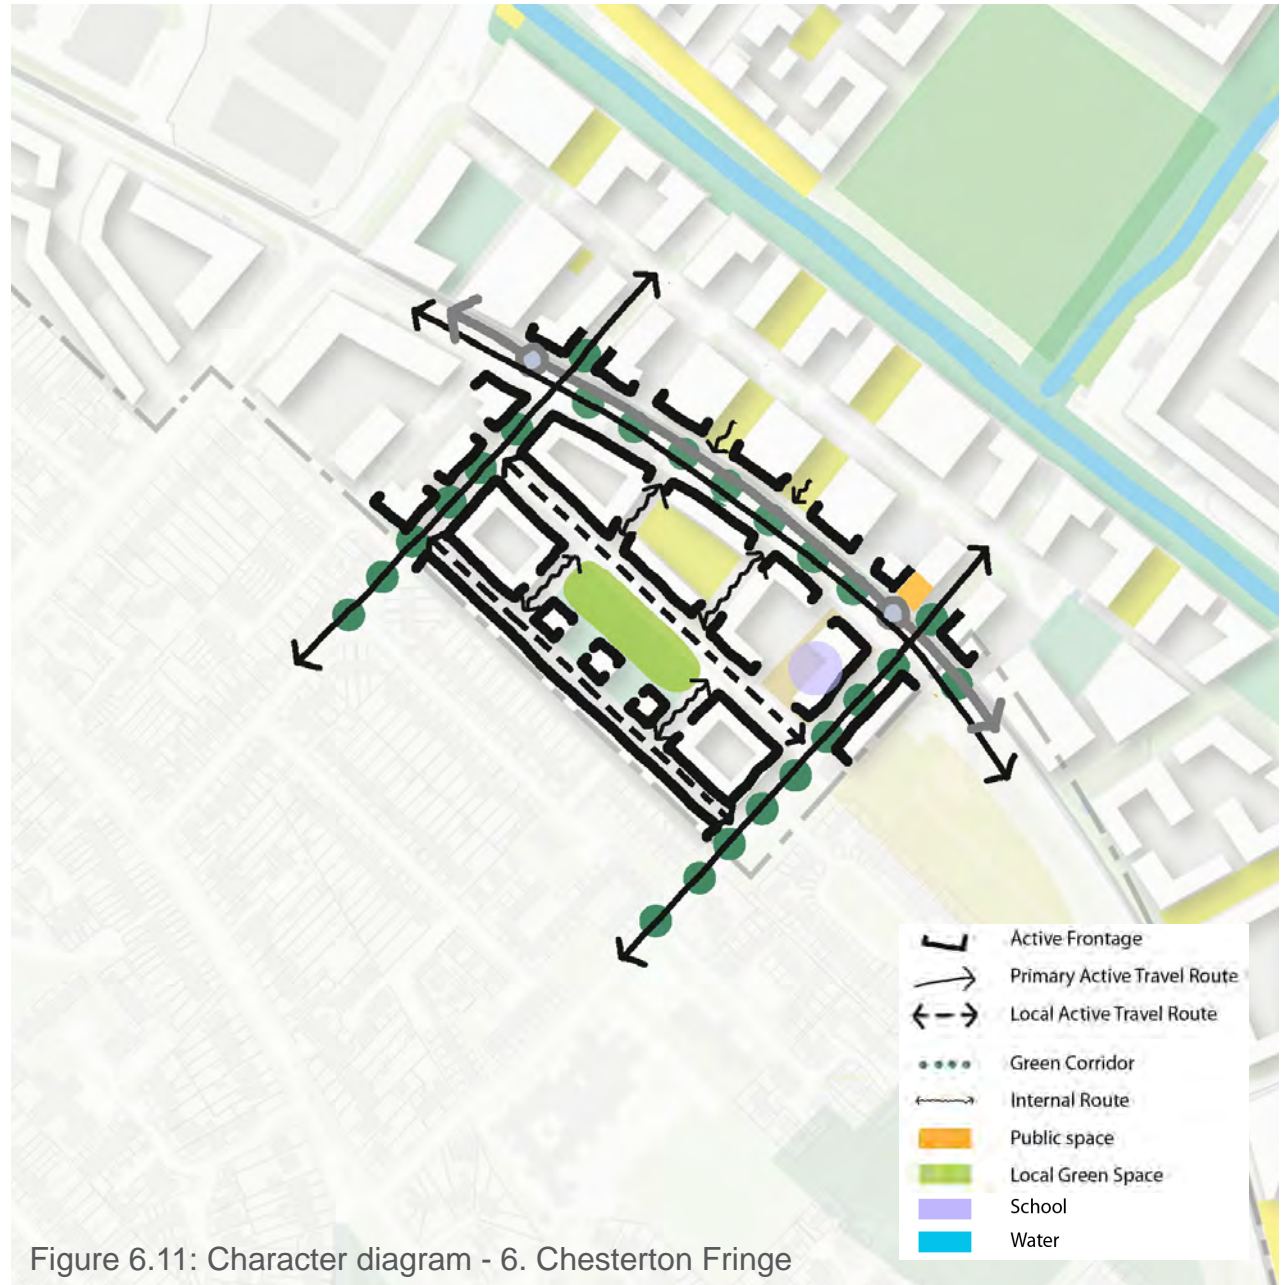 Active Frontage
Primary Active Travel Route
Local Active Travel Route
Green Corridor
Internal Route
Public space
Local Green Space
School
Water
Figure 6.11: Character diagram - 6. Chesterton Fringe